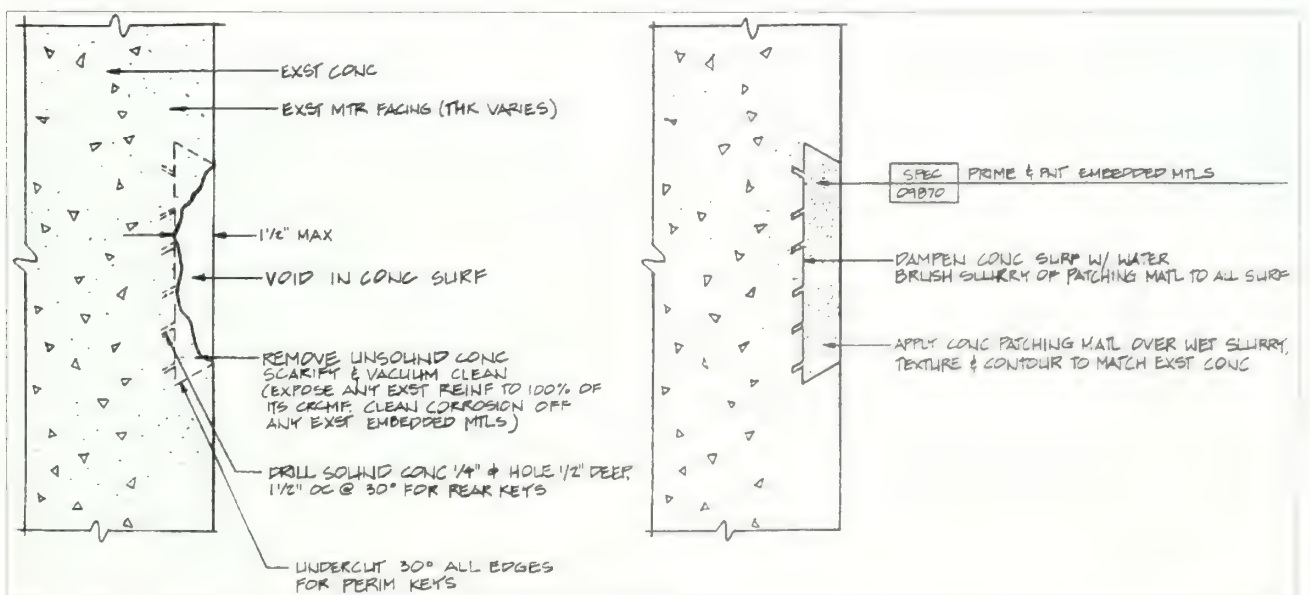 EXST CONC
EXST MTR FACING (THK VARIES)
1 1/2" MAX
VOID IN CONC SURF
REMOVE UNSOUND CONC
SCARIFY & VACUUM CLEAN
(EXPOSE ANY EXST REINF TO 100% OF
ITS CRCMF. CLEAN CORROSION OFF
ANY EXST EMBEDDED MTLS)
DRILL SOUND CONC 1/4" ϕ HOLE 1/2" DEEP,
1 1/2" OC @ 30° FOR REAR KEYS
UNDERCUT 30° ALL EDGES
FOR PERIM KEYS
SPEC
09870
PRIME & PNT EMBEDDED MTLS
DAMPEN CONC SURF W/ WATER
BRUSH SLURRY OF PATCHING MATL TO ALL SURF
APPLY CONC PATCHING MATL OVER WET SLURRY,
TEXTURE & CONTOUR TO MATCH EXST CONC